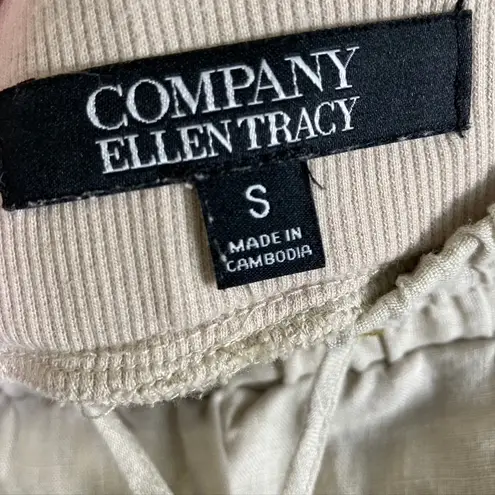 COMPANY
ELLEN TRACY
S
MADE IN
CAMBODIA